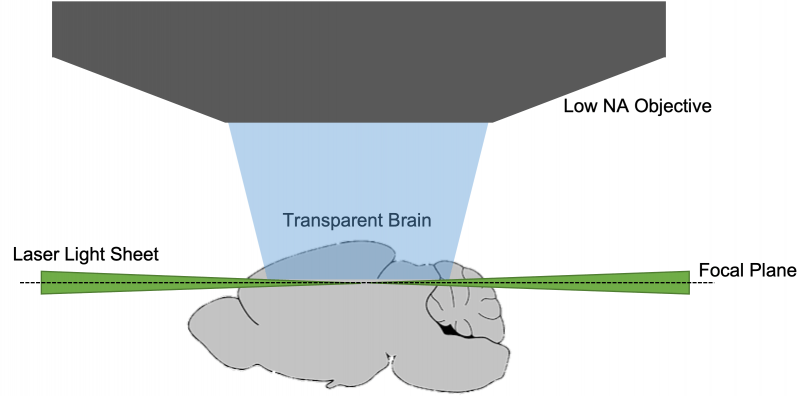 Low NA Objective
Transparent Brain
Laser Light Sheet
Focal Plane